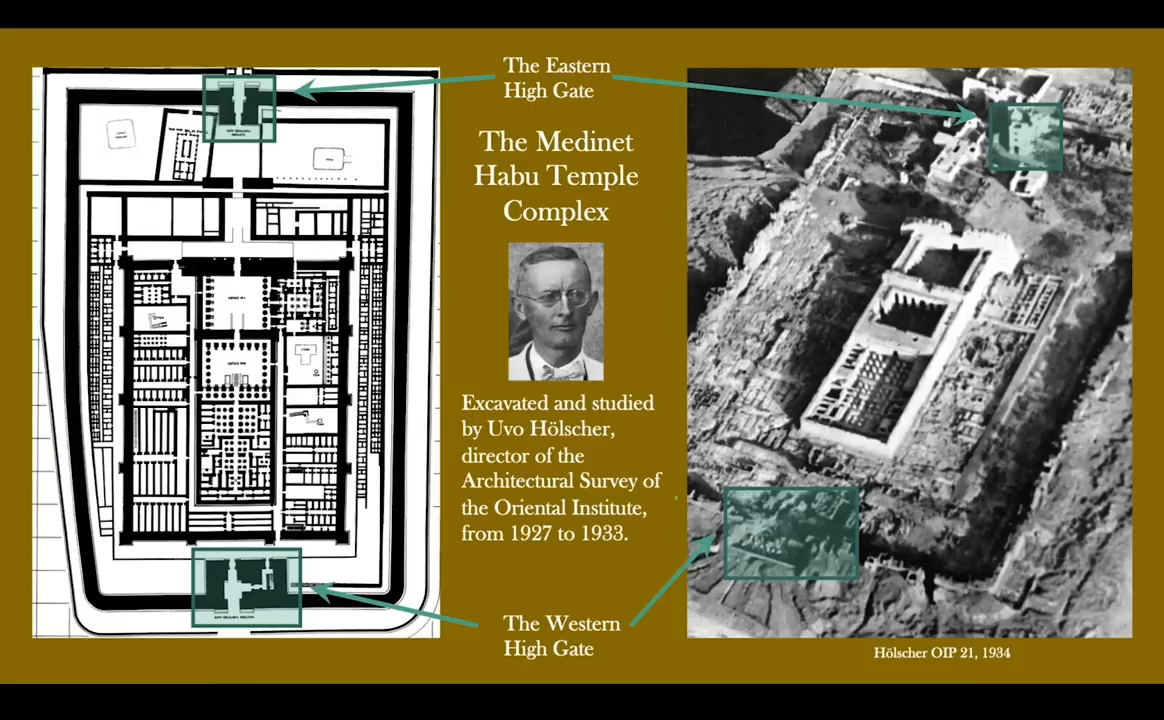 The Eastern
High Gate
The Medinet
Habu Temple
Complex
Excavated and studied
by Uvo Hölscher,
director of the
Architectural Survey of
the Oriental Institute,
from 1927 to 1933.
The Western
High Gate
Hölscher OIP 21, 1934